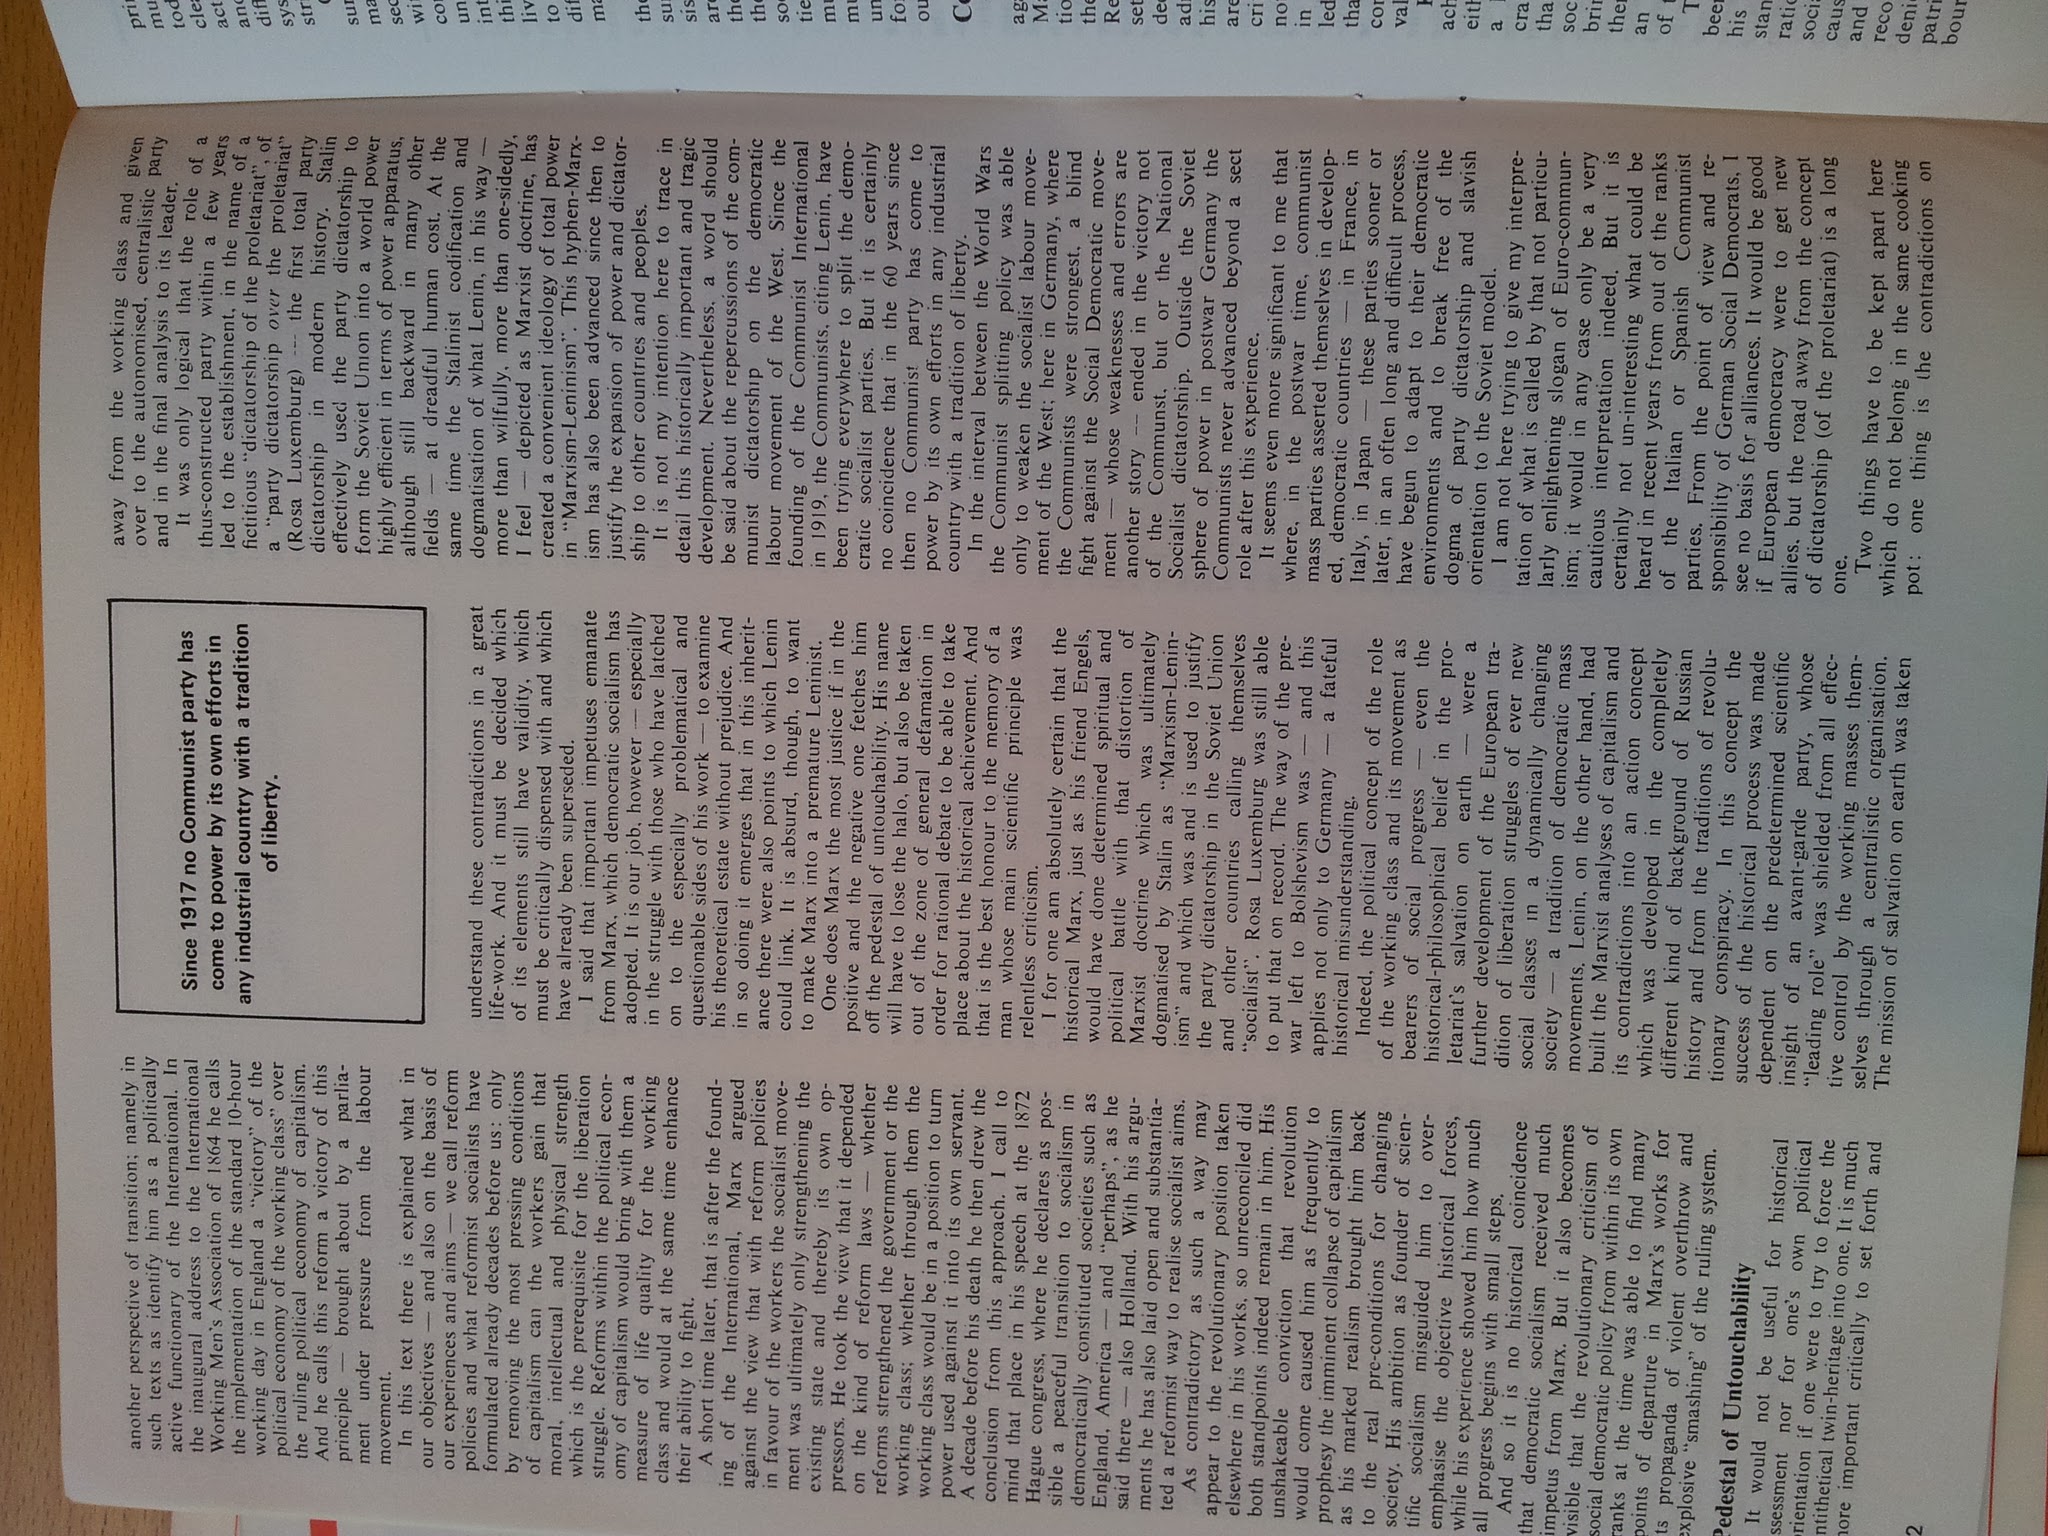 another perspective of transition; namely in
such texts as identify him as a politically
active functionary of the International. In
the inaugural address to the International
Working Men's Association of 1864 he calls
the implementation of the standard 10-hour
working day in England a “victory” of the
political economy of the working class” over
the ruling political economy of capitalism.
And he calls this reform a victory of this
principle — brought about by a parlia-
ment under pressure from the labour
movement.
In this text there is explained what in
our objectives — and also on the basis of
our experiences and aims — we call reform
policies and what reformist socialists have
formulated already decades before us: only
by removing the most pressing conditions
of capitalism can the workers gain that
moral, intellectual and physical strength
which is the prerequisite for the liberation
struggle. Reforms within the political econ-
omy of capitalism would bring with them a
measure of life quality for the working
class and would at the same time enhance
their ability to fight.
A short time later, that is after the found-
ing of the International, Marx argued
against the view that with reform policies
in favour of the workers the socialist move-
ment was ultimately only strengthening the
existing state and thereby its own op-
pressors. He took the view that it depended
on the kind of reform laws — whether
reforms strengthened the government or the
working class; whether through them the
working class would be in a position to turn
power used against it into its own servant.
A decade before his death he then drew the
conclusion from this approach. I call to
mind that place in his speech at the 1872
Hague congress, where he declares as pos-
sible a peaceful transition to socialism in
democratically constituted societies such as
England, America — and “perhaps”, as he
said there — also Holland. With his argu-
ments he has also laid open and substantia-
ted a reformist way to realise socialist aims.
As contradictory as such a way may
appear to the revolutionary position taken
elsewhere in his works, so unreconciled did
both standpoints indeed remain in him. His
unshakeable conviction that revolution
would come caused him as frequently to
prophesy the imminent collapse of capitalism
as his marked realism brought him back
to the real pre-conditions for changing
society. His ambition as founder of scien-
tific socialism misguided him to over-
emphasise the objective historical forces,
while his experience showed him how much
all progress begins with small steps.
And so it is no historical coincidence
that democratic socialism received much
impetus from Marx. But it also becomes
visible that the revolutionary criticism of
social democratic policy from within its own
ranks at the time was able to find many
points of departure in Marx's works for
ts propaganda of violent overthrow and
explosive “smashing” of the ruling system.
Pedestal of Untouchability
It would not be useful for historical
ssessment nor for one's own political
rientation if one were to try to force the
ntithetical twin-heritage into one. It is much
nore important critically to set forth and
2
Since 1917 no Communist party has
come to power by its own efforts in
any industrial country with a tradition
of liberty.
understand these contradictions in a great
life-work. And it must be decided which
of its elements still have validity, which
must be critically dispensed with and which
have already been superseded.
I said that important impetuses emanate
from Marx, which democratic socialism has
adopted. It is our job, however — especially
in the struggle with those who have latched
on to the especially problematical and
questionable sides of his work — to examine
his theoretical estate without prejudice. And
in so doing it emerges that in this inherit-
ance there were also points to which Lenin
could link. It is absurd, though, to want
to make Marx into a premature Leninist.
One does Marx the most justice if in the
positive and the negative one fetches him
off the pedestal of untouchability. His name
will have to lose the halo, but also be taken
out of the zone of general defamation in
order for rational debate to be able to take
place about the historical achievement. And
that is the best honour to the memory of a
man whose main scientific principle was
relentless criticism.
I for one am absolutely certain that the
historical Marx, just as his friend Engels,
would have done determined spiritual and
political battle with that distortion of
Marxist doctrine which was ultimately
dogmatised by Stalin as “Marxism-Lenin-
ism” and which was and is used to justify
the party dictatorship in the Soviet Union
and other countries calling themselves
“socialist”. Rosa Luxemburg was still able
to put that on record. The way of the pre-
war left to Bolshevism was — and this
applies not only to Germany — a fateful
historical misunderstanding.
Indeed, the political concept of the role
of the working class and its movement as
bearers of social progress — even the
historical-philosophical belief in the pro-
letariat's salvation on earth — were a
further development of the European tra-
dition of liberation struggles of ever new
social classes in a dynamically changing
society — a tradition of democratic mass
movements. Lenin, on the other hand, had
built the Marxist analyses of capitalism and
its contradictions into an action concept
which was developed in the completely
different kind of background of Russian
history and from the traditions of revolu-
tionary conspiracy. In this concept the
success of the historical process was made
dependent on the predetermined scientific
insight of an avant-garde party, whose
“leading role” was shielded from all effec-
tive control by the working masses them-
selves through a centralistic organisation.
The mission of salvation on earth was taken
away from the working class and given
over to the autonomised, centralistic party
and in the final analysis to its leader.
It was only logical that the role of a
thus-constructed party within a few years
led to the establishment, in the name of a
fictitious “dictatorship of the proletariat”, of
a “party dictatorship over the proletariat”
(Rosa Luxemburg) — the first total party
dictatorship in modern history. Stalin
effectively used the party dictatorship to
form the Soviet Union into a world power
highly efficient in terms of power apparatus,
although still backward in many other
fields — at dreadful human cost. At the
same time the Stalinist codification and
dogmatisation of what Lenin, in his way —
more than wilfully, more than one-sidedly,
I feel — depicted as Marxist doctrine, has
created a convenient ideology of total power
in “Marxism-Leninism”. This hyphen-Marx-
ism has also been advanced since then to
justify the expansion of power and dictator-
ship to other countries and peoples.
It is not my intention here to trace in
detail this historically important and tragic
development. Nevertheless, a word should
be said about the repercussions of the com-
munist dictatorship on the democratic
labour movement of the West. Since the
founding of the Communist International
in 1919, the Communists, citing Lenin, have
been trying everywhere to split the demo-
cratic socialist parties. But it is certainly
no coincidence that in the 60 years since
then no Communist party has come to
power by its own efforts in any industrial
country with a tradition of liberty.
In the interval between the World Wars
the Communist splitting policy was able
only to weaken the socialist labour move-
ment of the West; here in Germany, where
the Communists were strongest, a blind
fight against the Social Democratic move-
ment — whose weaknesses and errors are
another story — ended in the victory not
of the Communst, but or the National
Socialist dictatorship. Outside the Soviet
sphere of power in postwar Germany the
Communists never advanced beyond a sect
role after this experience.
It seems even more significant to me that
where, in the postwar time, communist
mass parties asserted themselves in develop-
ed, democratic countries — in France, in
Italy, in Japan — these parties sooner or
later, in an often long and difficult process,
have begun to adapt to their democratic
environments and to break free of the
dogma of party dictatorship and slavish
orientation to the Soviet model.
I am not here trying to give my interpre-
tation of what is called by that not particu-
larly enlightening slogan of Euro-commun-
ism; it would in any case only be a very
cautious interpretation indeed. But it is
certainly not un-interesting what could be
heard in recent years from out of the ranks
of the Italian or Spanish Communist
parties. From the point of view and re-
sponsibility of German Social Democrats, I
see no basis for alliances. It would be good
if European democracy were to get new
allies, but the road away from the concept
of dictatorship (of the proletariat) is a long
one.
Two things have to be kept apart here
which do not belong in the same cooking
pot: one thing is the contradictions on